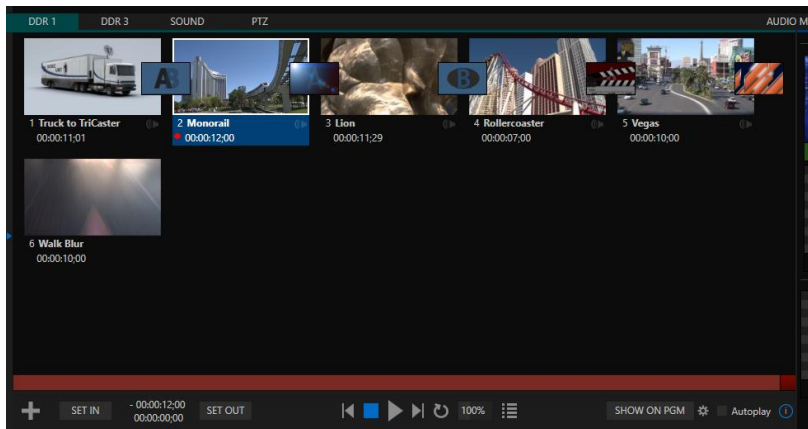 DDR 1 DDR 3 SOUND PTZ AUDIO M
A B
B
1 Truck to TriCaster 2 Monorail 3 Lion 4 Rollercoaster 5 Vegas
00:00:11;01 00:00:12;00 00:00:11;29 00:00:07;00 00:00:10;00
6 Walk Blur
00:00:10;00
SET IN - 00:00:12;00 SET OUT 100% SHOW ON PGM Autoplay i
00:00:00;00